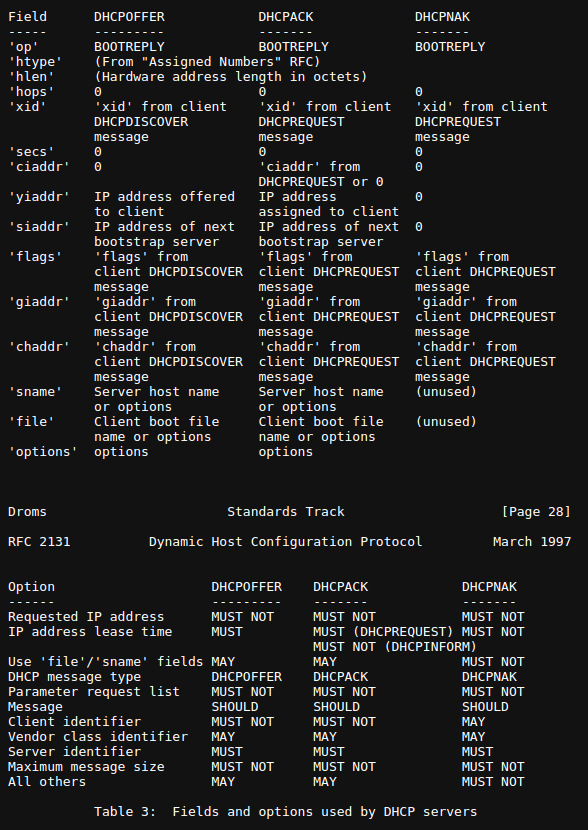 Field      DHCPOFFER            DHCPACK             DHCPNAK
-----      ---------            -------             -------
'op'       BOOTREPLY            BOOTREPLY           BOOTREPLY
'htype'    (From "Assigned Numbers" RFC)
'hlen'     (Hardware address length in octets)
'hops'     0                    0                   0
'xid'      'xid' from client    'xid' from client   'xid' from client
           DHCPDISCOVER         DHCPREQUEST         DHCPREQUEST
           message              message             message
'secs'     0                    0                   0
'ciaddr'   0                    'ciaddr' from       0
                                DHCPREQUEST or 0
'yiaddr'   IP address offered   IP address          0
           to client            assigned to client
'siaddr'   IP address of next   IP address of next  0
           bootstrap server     bootstrap server
'flags'    'flags' from         'flags' from        'flags' from
           client DHCPDISCOVER  client DHCPREQUEST  client DHCPREQUEST
           message              message             message
'giaddr'   'giaddr' from        'giaddr' from       'giaddr' from
           client DHCPDISCOVER  client DHCPREQUEST  client DHCPREQUEST
           message              message             message
'chaddr'   'chaddr' from        'chaddr' from       'chaddr' from
           client DHCPDISCOVER  client DHCPREQUEST  client DHCPREQUEST
           message              message             message
'sname'    Server host name     Server host name    (unused)
           or options           or options
'file'     Client boot file     Client boot file    (unused)
           name or options      name or options
'options'  options              options
Droms                       Standards Track                    [Page 28]
RFC 2131          Dynamic Host Configuration Protocol         March 1997
Option                    DHCPOFFER    DHCPACK            DHCPNAK
------                    ---------    -------            -------
Requested IP address      MUST NOT     MUST NOT           MUST NOT
IP address lease time     MUST         MUST (DHCPREQUEST) MUST NOT
                                       MUST NOT (DHCPINFORM)
Use 'file'/'sname' fields MAY          MAY                MUST NOT
DHCP message type         DHCPOFFER    DHCPACK            DHCPNAK
Parameter request list    MUST NOT     MUST NOT           MUST NOT
Message                   SHOULD       SHOULD             SHOULD
Client identifier         MUST NOT     MUST NOT           MAY
Vendor class identifier   MAY          MAY                MAY
Server identifier         MUST         MUST               MUST
Maximum message size      MUST NOT     MUST NOT           MUST NOT
All others                MAY          MAY                MUST NOT
           Table 3:  Fields and options used by DHCP servers